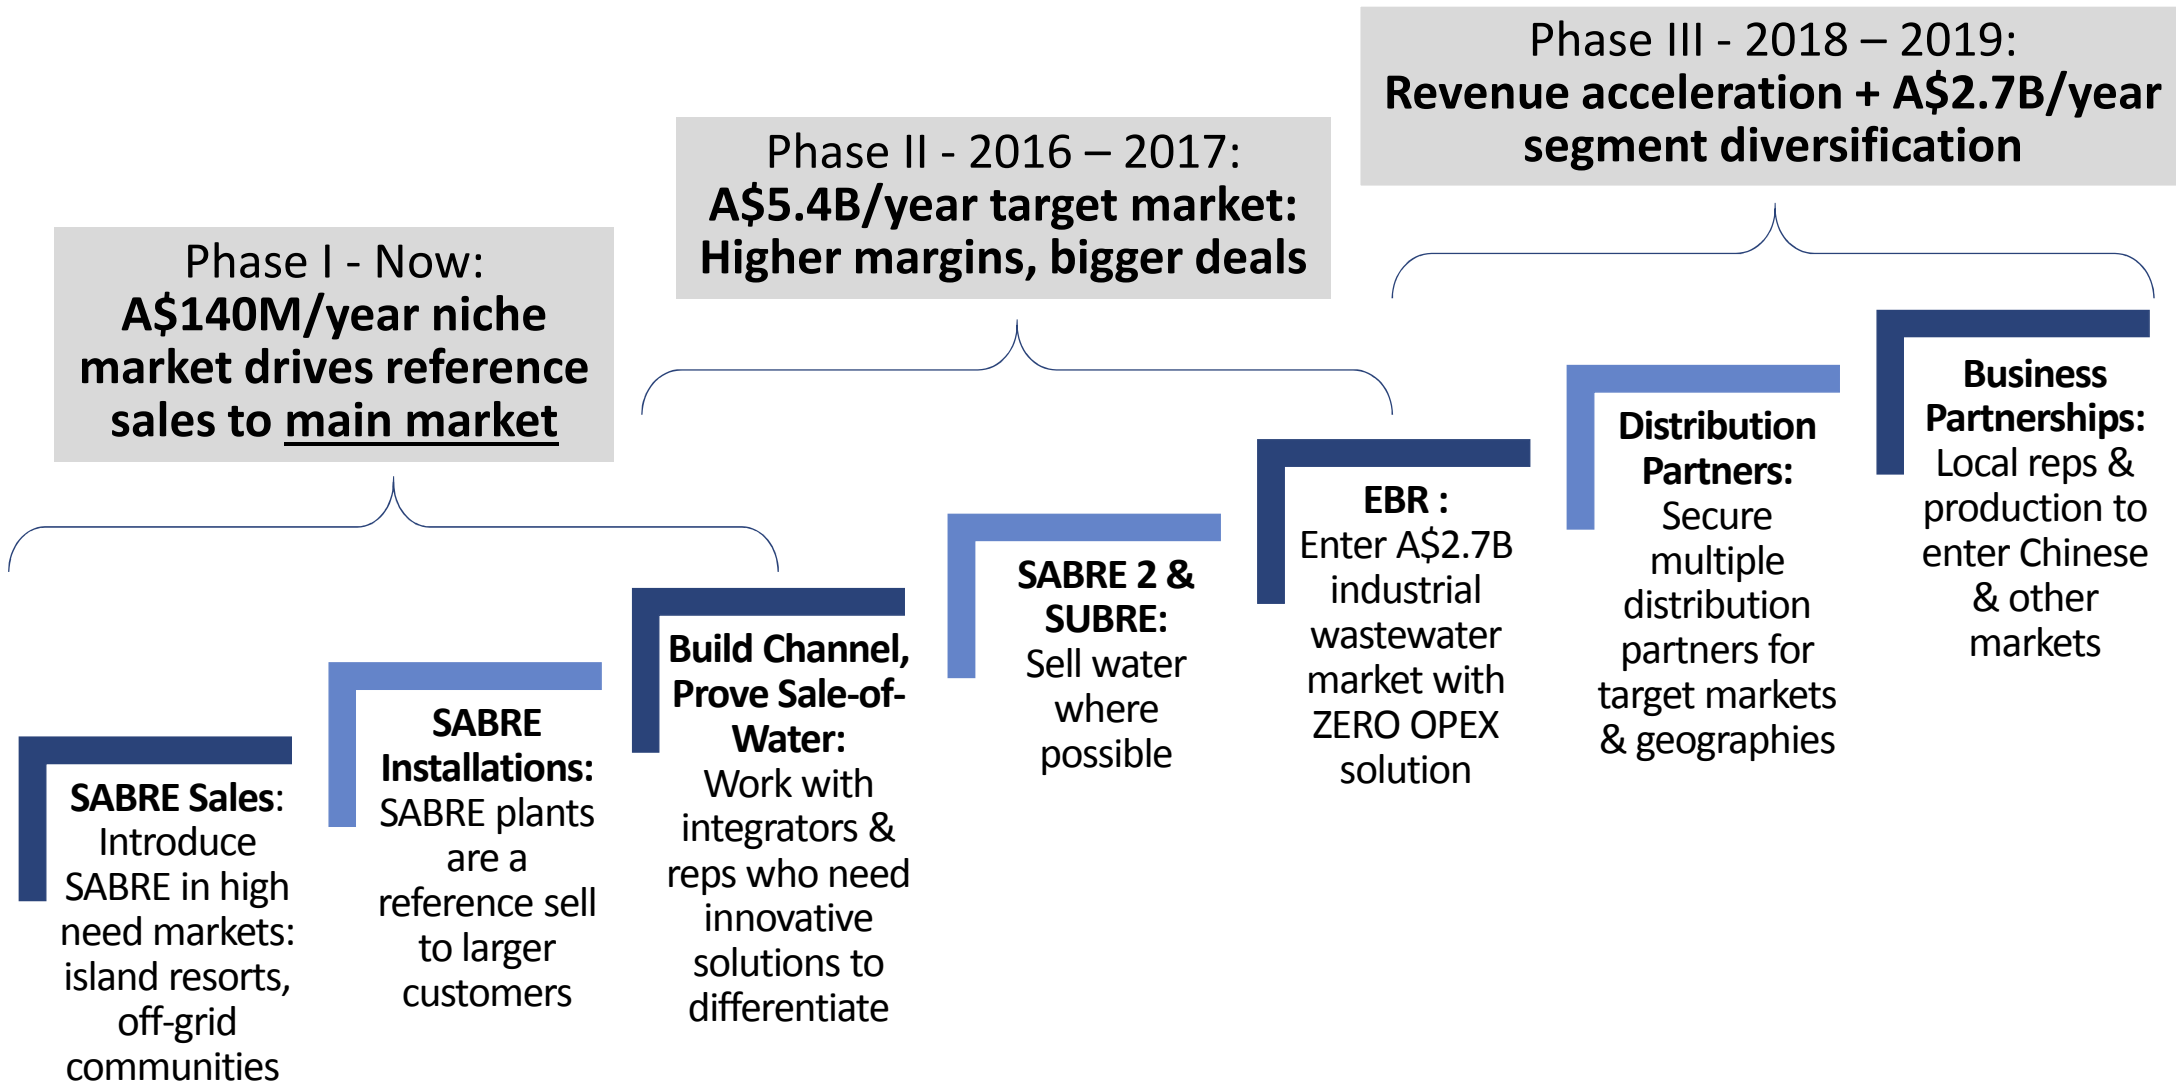 Phase I - Now:
A$140M/year niche
market drives reference
sales to main market
Phase II - 2016 – 2017:
A$5.4B/year target market:
Higher margins, bigger deals
Phase III - 2018 – 2019:
Revenue acceleration + A$2.7B/year
segment diversification
SABRE Sales:
Introduce
SABRE in high
need markets:
island resorts,
off-grid
communities
SABRE
Installations:
SABRE plants
are a
reference sell
to larger
customers
Build Channel,
Prove Sale-of-
Water:
Work with
integrators &
reps who need
innovative
solutions to
differentiate
SABRE 2 &
SUBRE:
Sell water
where
possible
EBR :
Enter A$2.7B
industrial
wastewater
market with
ZERO OPEX
solution
Distribution
Partners:
Secure
multiple
distribution
partners for
target markets
& geographies
Business
Partnerships:
Local reps &
production to
enter Chinese
& other
markets